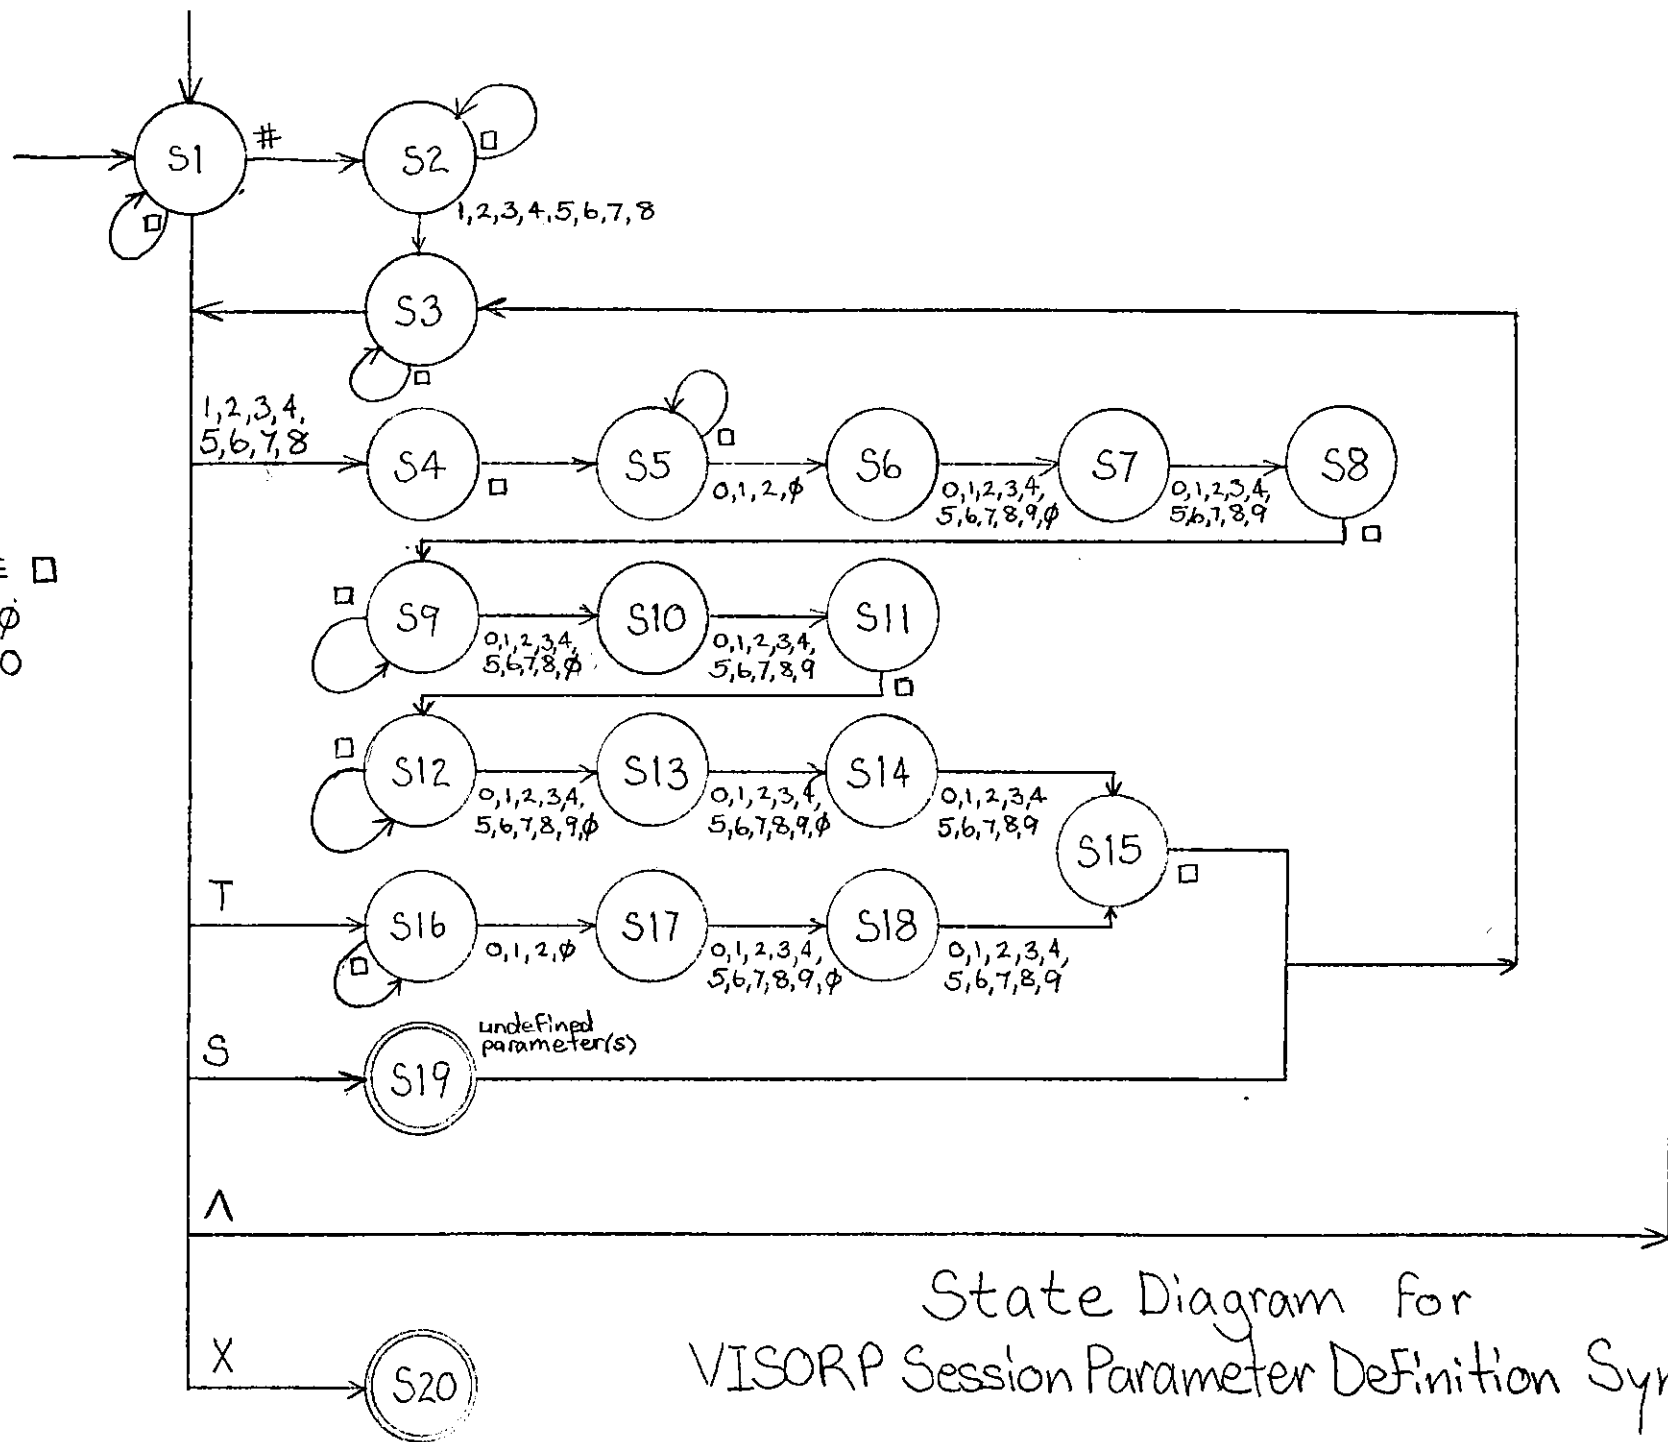 S1
#
S2
□
□
1,2,3,4,5,6,7,8
S3
□
1,2,3,4,
5,6,7,8
S4
□
S5
□
0,1,2,φ
S6
0,1,2,3,4,
5,6,7,8,9,φ
S7
0,1,2,3,4,
5,6,7,8,9
S8
□
□
φ
0
□
S9
0,1,2,3,4,
5,6,7,8,φ
S10
0,1,2,3,4,
5,6,7,8,9
S11
□
□
S12
0,1,2,3,4,
5,6,7,8,9,φ
S13
0,1,2,3,4,
5,6,7,8,9,φ
S14
0,1,2,3,4
5,6,7,8,9
S15
□
T
S16
□
0,1,2,φ
S17
0,1,2,3,4,
5,6,7,8,9,φ
S18
0,1,2,3,4,
5,6,7,8,9
S
S19
undefined
parameter(s)
Λ
X
S20
State Diagram for
VISORP Session Parameter Definition